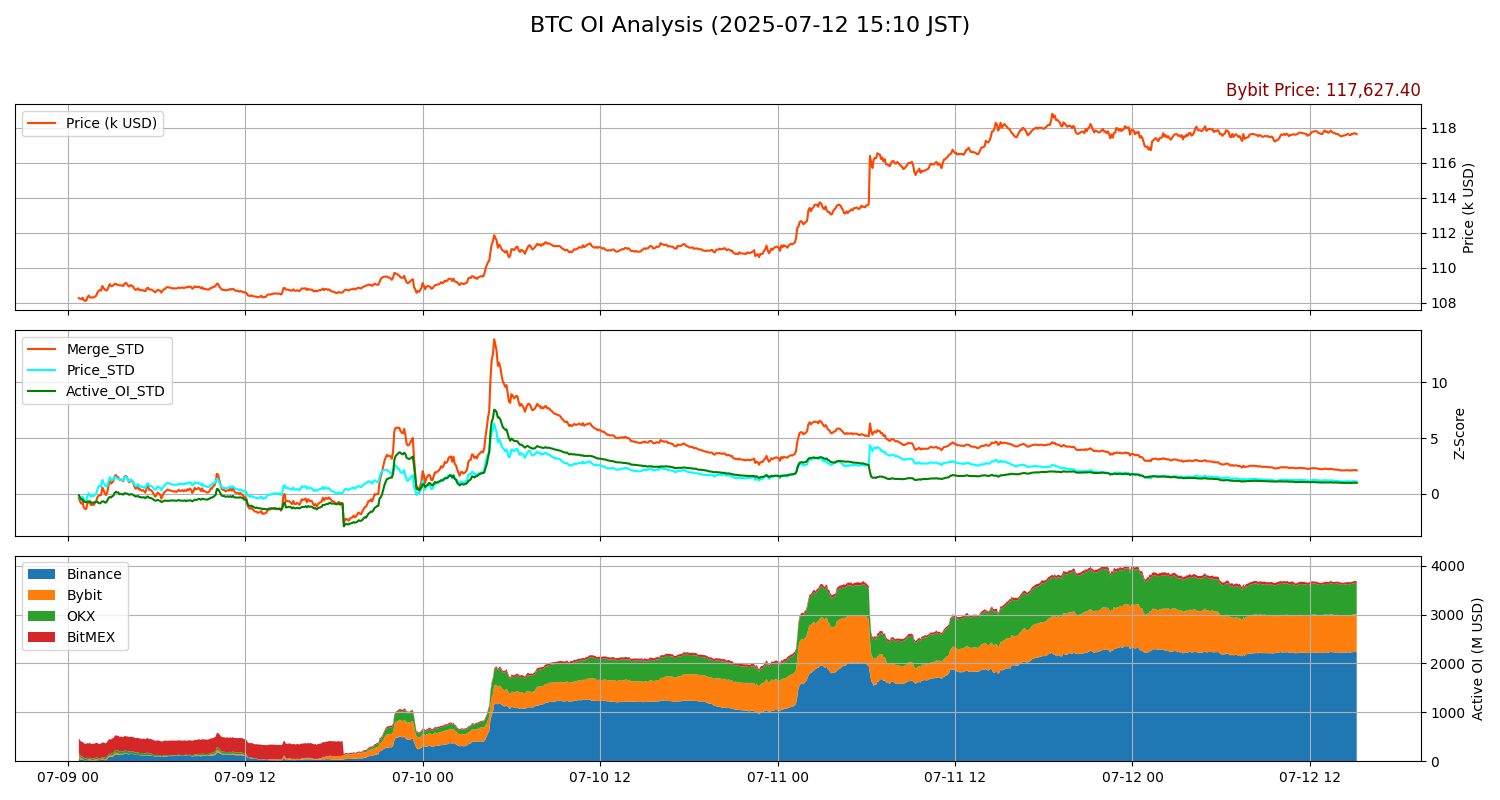 BTC OI Analysis (2025-07-12 15:10 JST)
Bybit Price: 117,627.40
Price (k USD)
118
116
114
112
110
108
Price (k USD)
Merge_STD
Price_STD
Active_OI_STD
10
5
0
Z-Score
Binance
Bybit
OKX
BitMEX
4000
3000
2000
1000
0
Active OI (M USD)
07-09 00
07-09 12
07-10 00
07-10 12
07-11 00
07-11 12
07-12 00
07-12 12